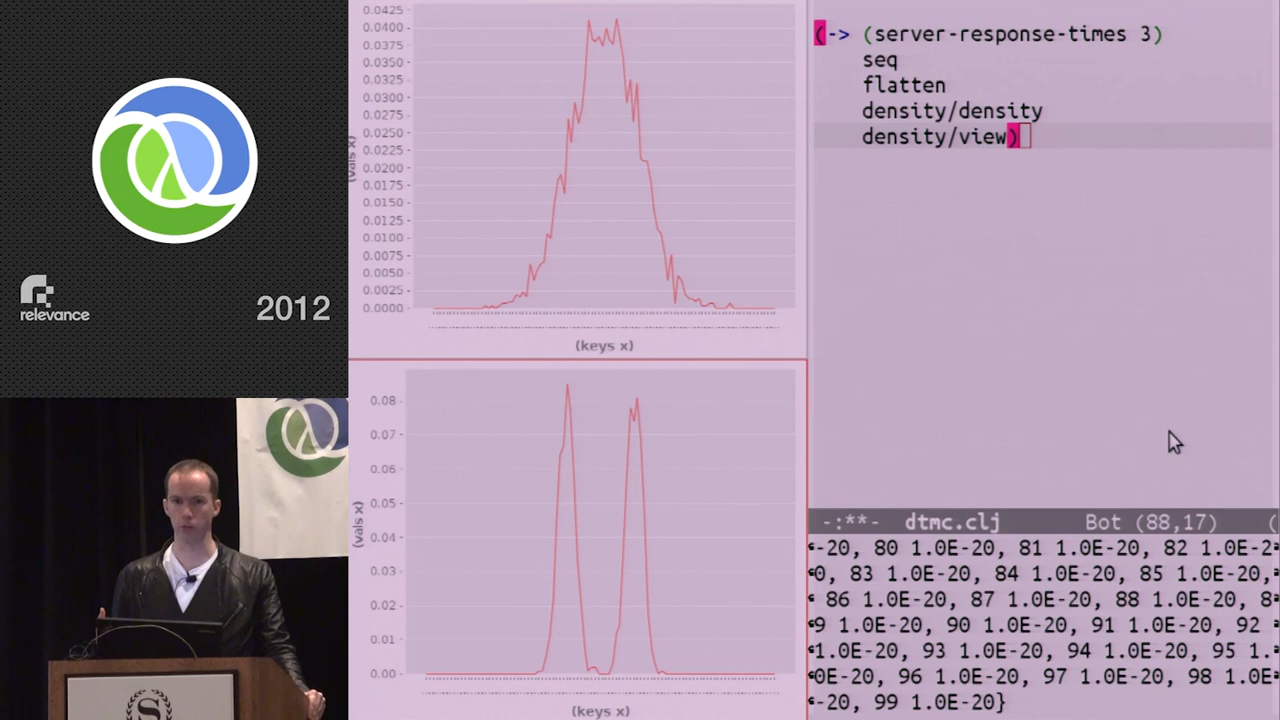 relevance
2012
0.0425
0.0400
0.0375
0.0350
0.0325
0.0300
0.0275
0.0250
0.0225
0.0200
0.0175
0.0150
0.0125
0.0100
0.0075
0.0050
0.0025
0.0000
(vals x)
(keys x)
0.08
0.07
0.06
0.05
0.04
0.03
0.02
0.01
0.00
(vals x)
(keys x)
(-> (server-response-times 3)
seq
flatten
density/density
density/view)
-:**- dtmc.clj Bot (88,17) (
-20, 80 1.0E-20, 81 1.0E-20, 82 1.0E-2
0, 83 1.0E-20, 84 1.0E-20, 85 1.0E-20,
86 1.0E-20, 87 1.0E-20, 88 1.0E-20, 8
9 1.0E-20, 90 1.0E-20, 91 1.0E-20, 92
1.0E-20, 93 1.0E-20, 94 1.0E-20, 95 1.
0E-20, 96 1.0E-20, 97 1.0E-20, 98 1.0E
-20, 99 1.0E-20}
S